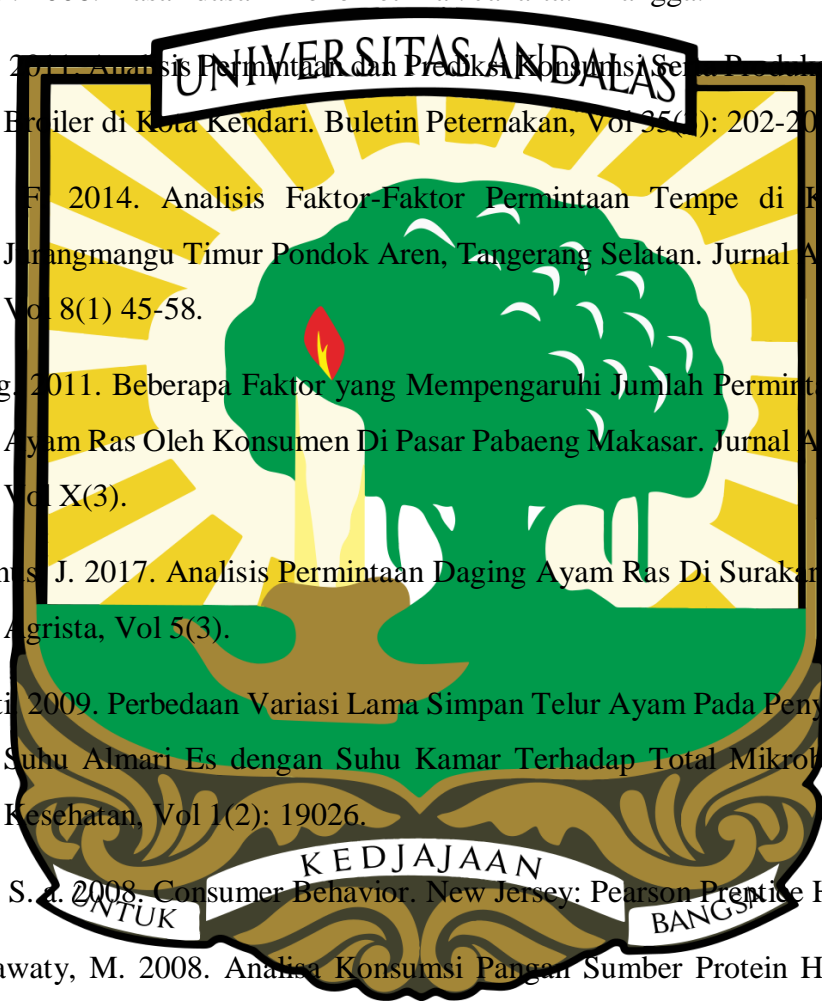 UNIVERSITAS ANDALAS
2011. Analisis Permintaan dan Prediksi Konsumsi Serta Produk
Broiler di Kota Kendari. Buletin Peternakan, Vol 202-20
F. 2014. Analisis Faktor-Faktor Permintaan Tempe di K
Jurangmangu Timur Pondok Aren, Tangerang Selatan. Jurnal A
Vol 8(1) 45-58.
g. 2011. Beberapa Faktor yang Mempengaruhi Jumlah Perminta
Ayam Ras Oleh Konsumen Di Pasar Pabaeng Makasar. Jurnal A
Vol X(3).
J. 2017. Analisis Permintaan Daging Ayam Ras Di Surakar
Agrista, Vol 5(3).
ti. 2009. Perbedaan Variasi Lama Simpan Telur Ayam Pada Peny
Suhu Almari Es dengan Suhu Kamar Terhadap Total Mikrob
Kesehatan, Vol 1(2): 19026.
S. a. 2008. Consumer Behavior. New Jersey: Pearson Prentice H
awaty, M. 2008. Analisa Konsumsi Pangan Sumber Protein H
UNTUK KEDJAJAAN BANGSA